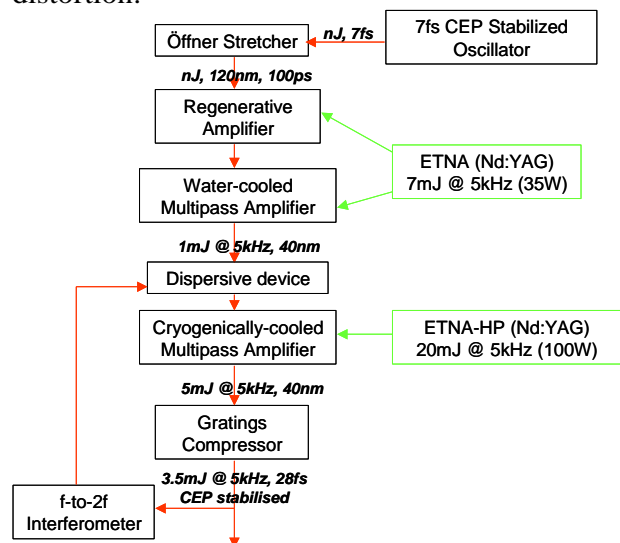 distortion.
Öffner Stretcher
nJ, 7fs
7fs CEP Stabilized
Oscillator
nJ, 120nm, 100ps
Regenerative
Amplifier
ETNA (Nd:YAG)
7mJ @ 5kHz (35W)
Water-cooled
Multipass Amplifier
1mJ @ 5kHz, 40nm
Dispersive device
Cryogenically-cooled
Multipass Amplifier
ETNA-HP (Nd:YAG)
20mJ @ 5kHz (100W)
5mJ @ 5kHz, 40nm
Gratings
Compressor
3.5mJ @ 5kHz, 28fs
CEP stabilised
f-to-2f
Interferometer